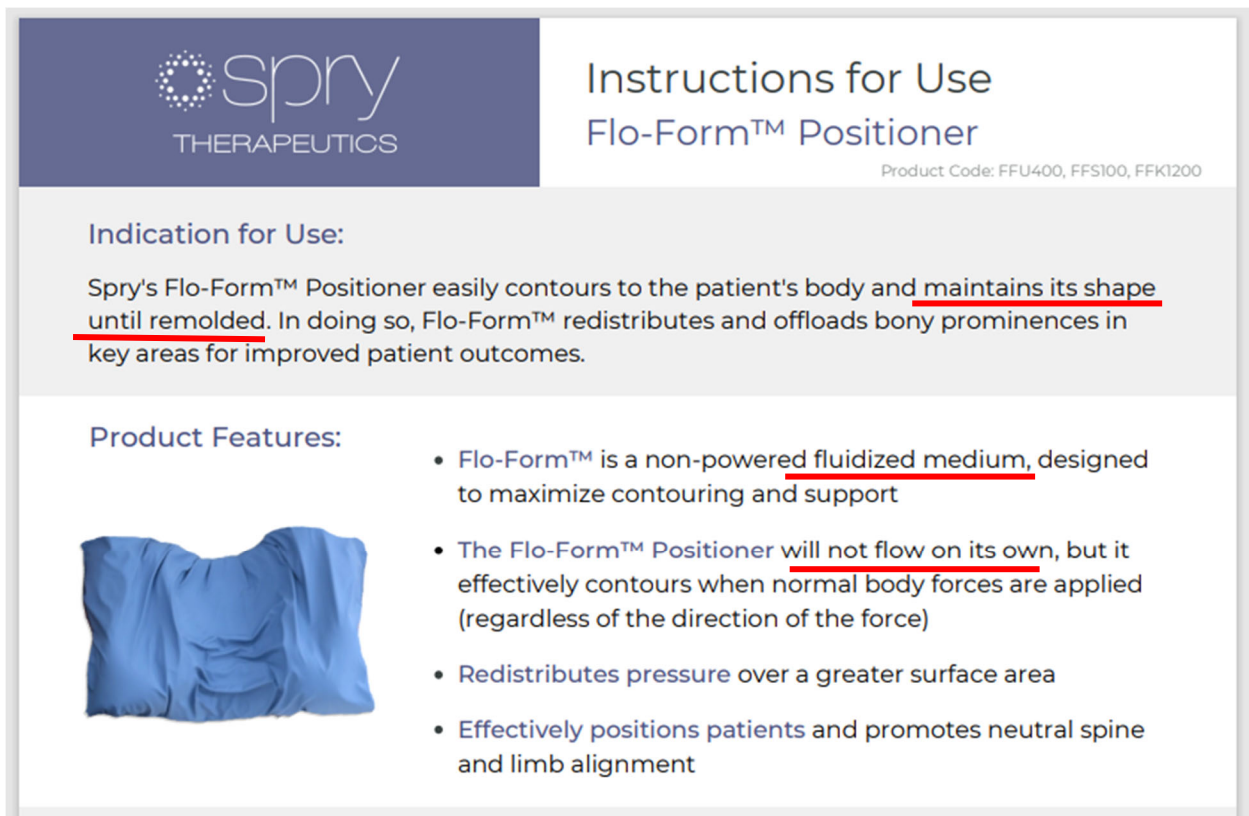 spry
THERAPEUTICS
Instructions for Use
Flo-Form™ Positioner
Product Code: FFU400, FFS100, FFK1200
Indication for Use:
Spry's Flo-Form™ Positioner easily contours to the patient's body and maintains its shape
until remolded. In doing so, Flo-Form™ redistributes and offloads bony prominences in
key areas for improved patient outcomes.
Product Features:
• Flo-Form™ is a non-powered fluidized medium, designed
to maximize contouring and support
• The Flo-Form™ Positioner will not flow on its own, but it
effectively contours when normal body forces are applied
(regardless of the direction of the force)
• Redistributes pressure over a greater surface area
• Effectively positions patients and promotes neutral spine
and limb alignment